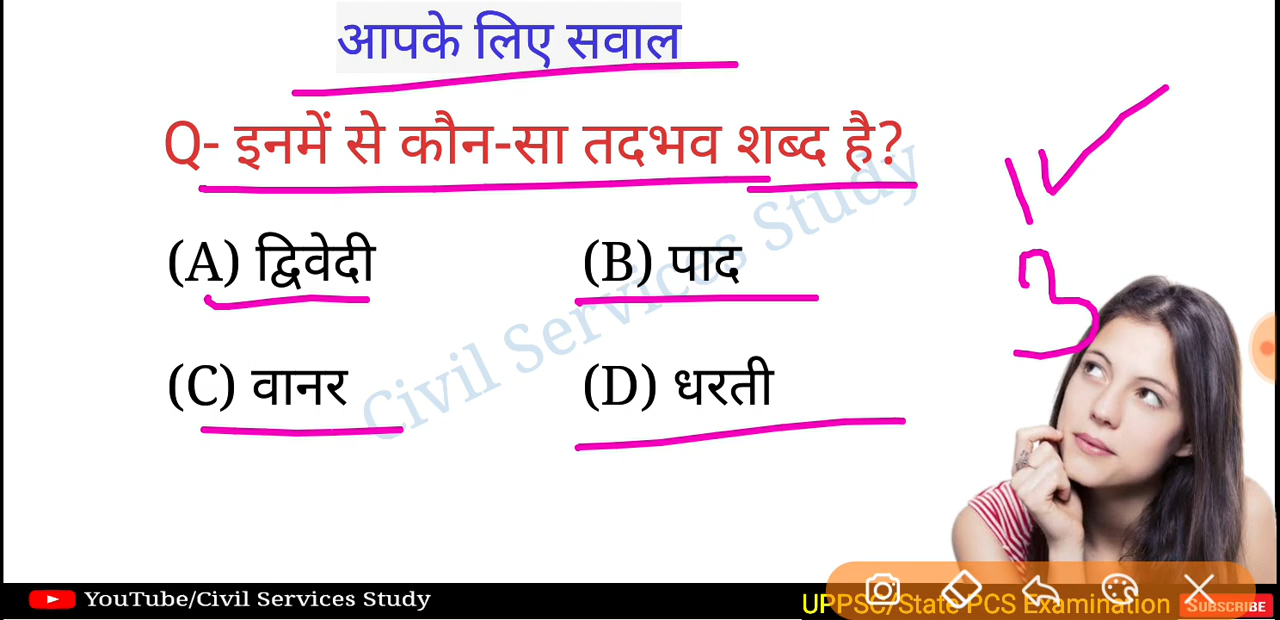 आपके लिए सवाल
Q- इनमें से कौन-सा तदभव शब्द है?
(A) द्विवेदी (B) पाद
(C) वानर (D) धरती
Civil Services Study
13
YouTube/Civil Services Study
UPPSC/State PCS Examination SUBSCRIBE